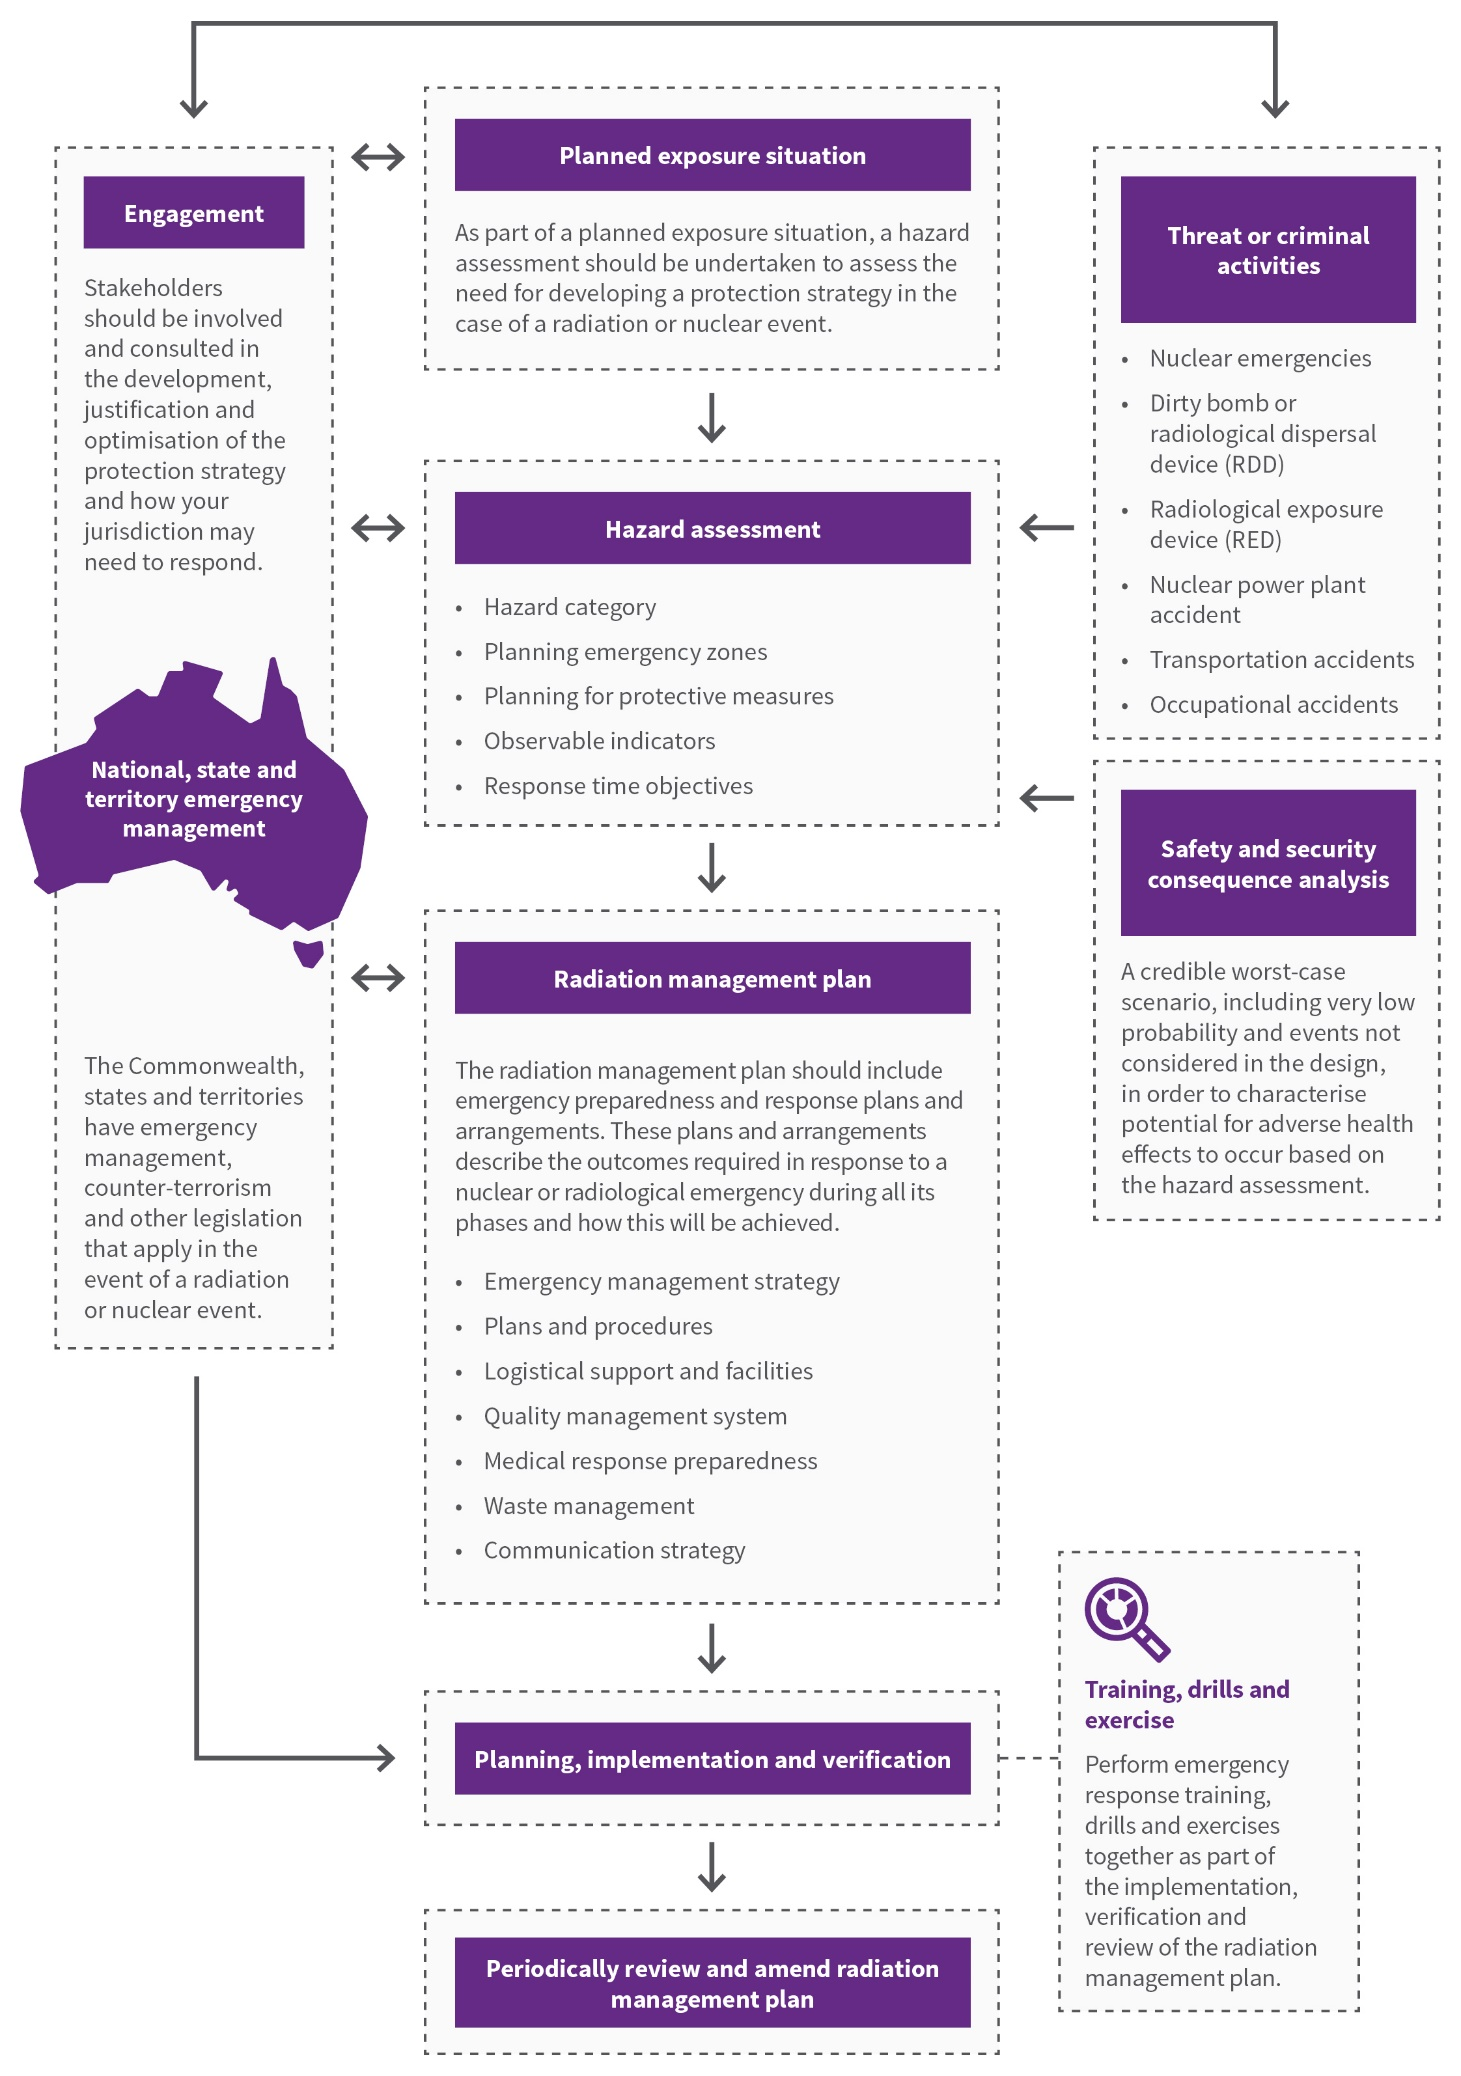 Planned exposure situation
As part of a planned exposure situation, a hazard
assessment should be undertaken to assess the
need for developing a protection strategy in the
case of a radiation or nuclear event.
Engagement
Stakeholders
should be involved
and consulted in
the development,
justification and
optimisation of the
protection strategy
and how your
jurisdiction may
need to respond.
National, state and
territory emergency
management
The Commonwealth,
states and territories
have emergency
management,
counter-terrorism
and other legislation
that apply in the
event of a radiation
or nuclear event.
Threat or criminal
activities
• Nuclear emergencies
• Dirty bomb or
radiological dispersal
device (RDD)
• Radiological exposure
device (RED)
• Nuclear power plant
accident
• Transportation accidents
• Occupational accidents
Hazard assessment
• Hazard category
• Planning emergency zones
• Planning for protective measures
• Observable indicators
• Response time objectives
Safety and security
consequence analysis
A credible worst-case
scenario, including very low
probability and events not
considered in the design,
in order to characterise
potential for adverse health
effects to occur based on
the hazard assessment.
Radiation management plan
The radiation management plan should include
emergency preparedness and response plans and
arrangements. These plans and arrangements
describe the outcomes required in response to a
nuclear or radiological emergency during all its
phases and how this will be achieved.
• Emergency management strategy
• Plans and procedures
• Logistical support and facilities
• Quality management system
• Medical response preparedness
• Waste management
• Communication strategy
Planning, implementation and verification
Training, drills and
exercise
Perform emergency
response training,
drills and exercises
together as part of
the implementation,
verification and
review of the radiation
management plan.
Periodically review and amend radiation
management plan